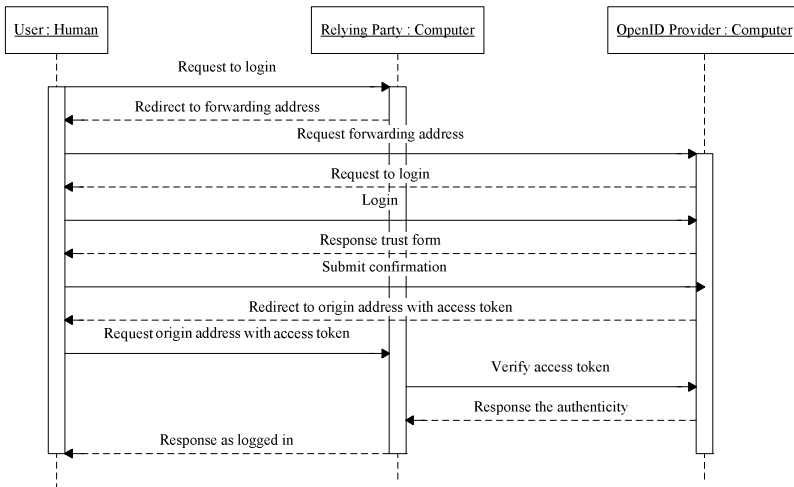 User : Human
Relying Party : Computer
OpenID Provider : Computer
Request to login
Redirect to forwarding address
Request forwarding address
Request to login
Login
Response trust form
Submit confirmation
Redirect to origin address with access token
Request origin address with access token
Verify access token
Response the authenticity
Response as logged in